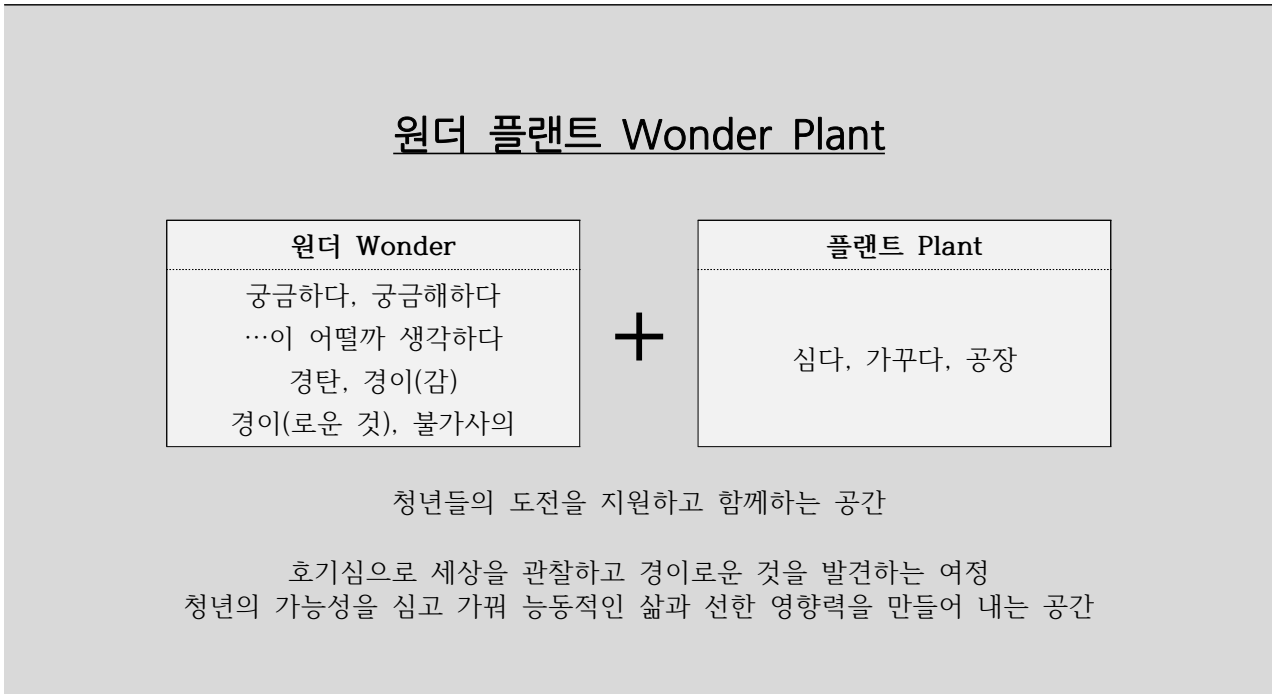 원더 플랜트 Wonder Plant
원더 Wonder
궁금하다, 궁금해하다
…이 어떨까 생각하다
경탄, 경이(감)
경이(로운 것), 불가사의
+
플랜트 Plant
심다, 가꾸다, 공장
청년들의 도전을 지원하고 함께하는 공간
호기심으로 세상을 관찰하고 경이로운 것을 발견하는 여정
청년의 가능성을 심고 가꿔 능동적인 삶과 선한 영향력을 만들어 내는 공간